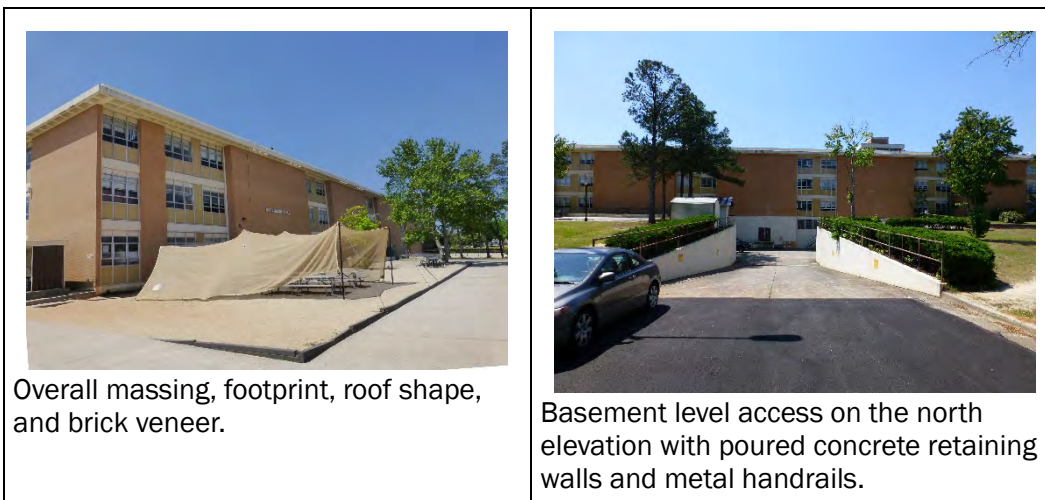 Overall massing, footprint, roof shape,
and brick veneer.
Basement level access on the north
elevation with poured concrete retaining
walls and metal handrails.